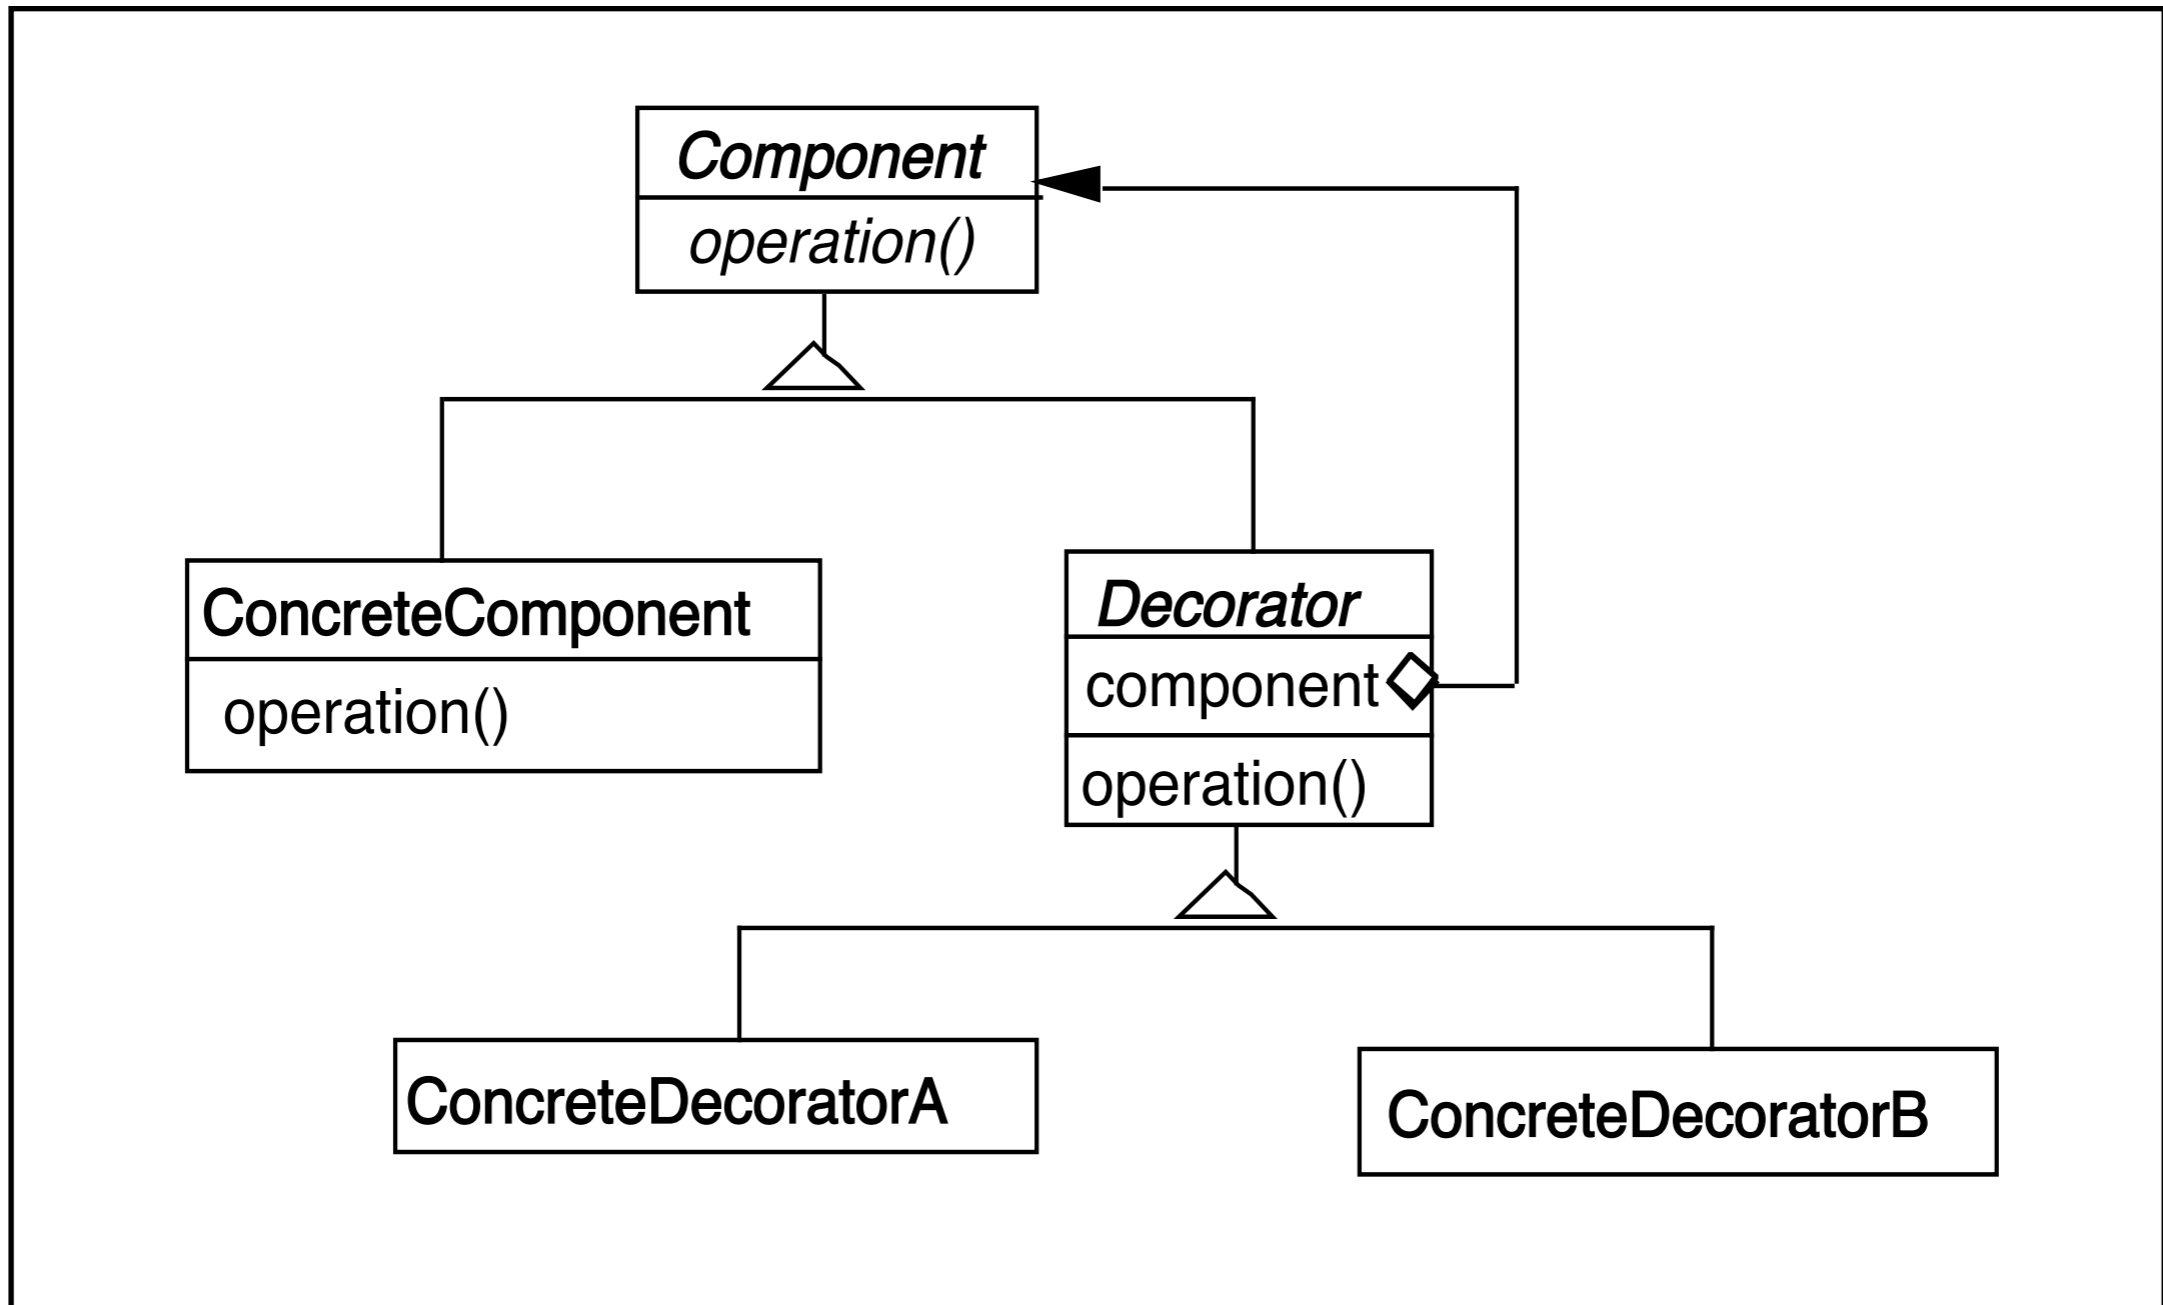 Component
operation()
ConcreteComponent
operation()
Decorator
component
operation()
ConcreteDecoratorA
ConcreteDecoratorB